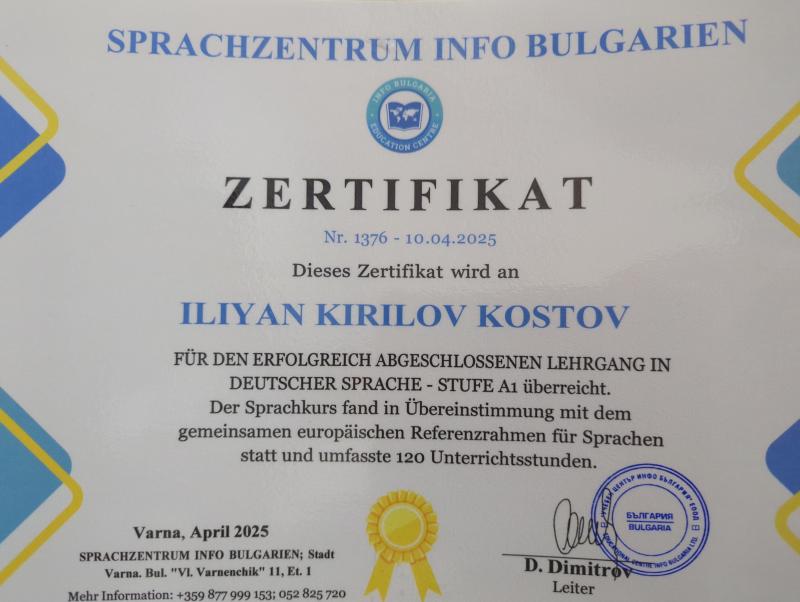 SPRACHZENTRUM INFO BULGARIEN
INFO BULGARIA
EDUCATION CENTRE
ZERTIFIKAT
Nr. 1376 - 10.04.2025
Dieses Zertifikat wird an
ILIYAN KIRILOV KOSTOV
FÜR DEN ERFOLGREICH ABGESCHLOSSENEN LEHRGANG IN
DEUTSCHER SPRACHE - STUFE A1 überreicht.
Der Sprachkurs fand in Übereinstimmung mit dem
gemeinsamen europäischen Referenzrahmen für Sprachen
statt und umfasste 120 Unterrichtsstunden.
Varna, April 2025
SPRACHZENTRUM INFO BULGARIEN; Stadt
Varna. Bul. "Vl. Varnenchik" 11, Et. 1
Mehr Information: +359 877 999 153; 052 825 720
УЧЕБЕН ЦЕНТЪР ИНФО БЪЛГАРИЯ" ЕООД
БЪЛГАРИЯ
BULGARIA
EDUCATIONAL CENTRE INFO BULGARIA LTD.
D. Dimitrov
Leiter